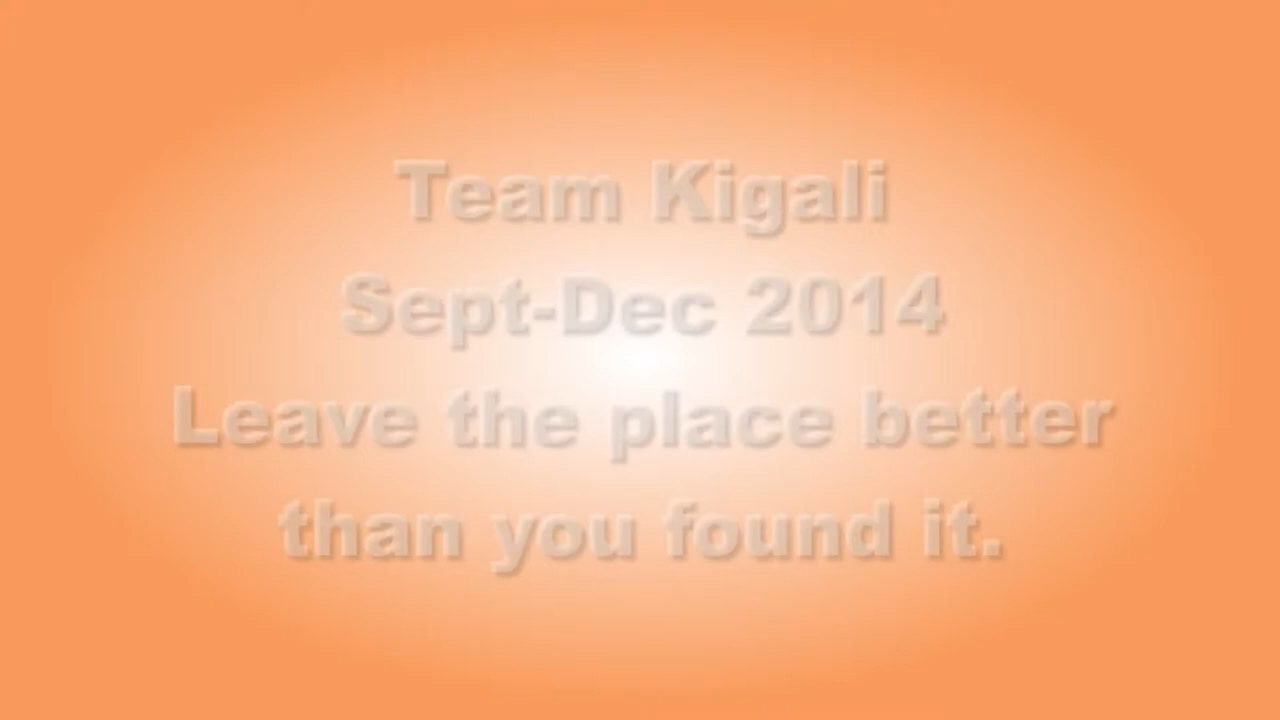 Team Kigali
Sept-Dec 2014
Leave the place better
than you found it.